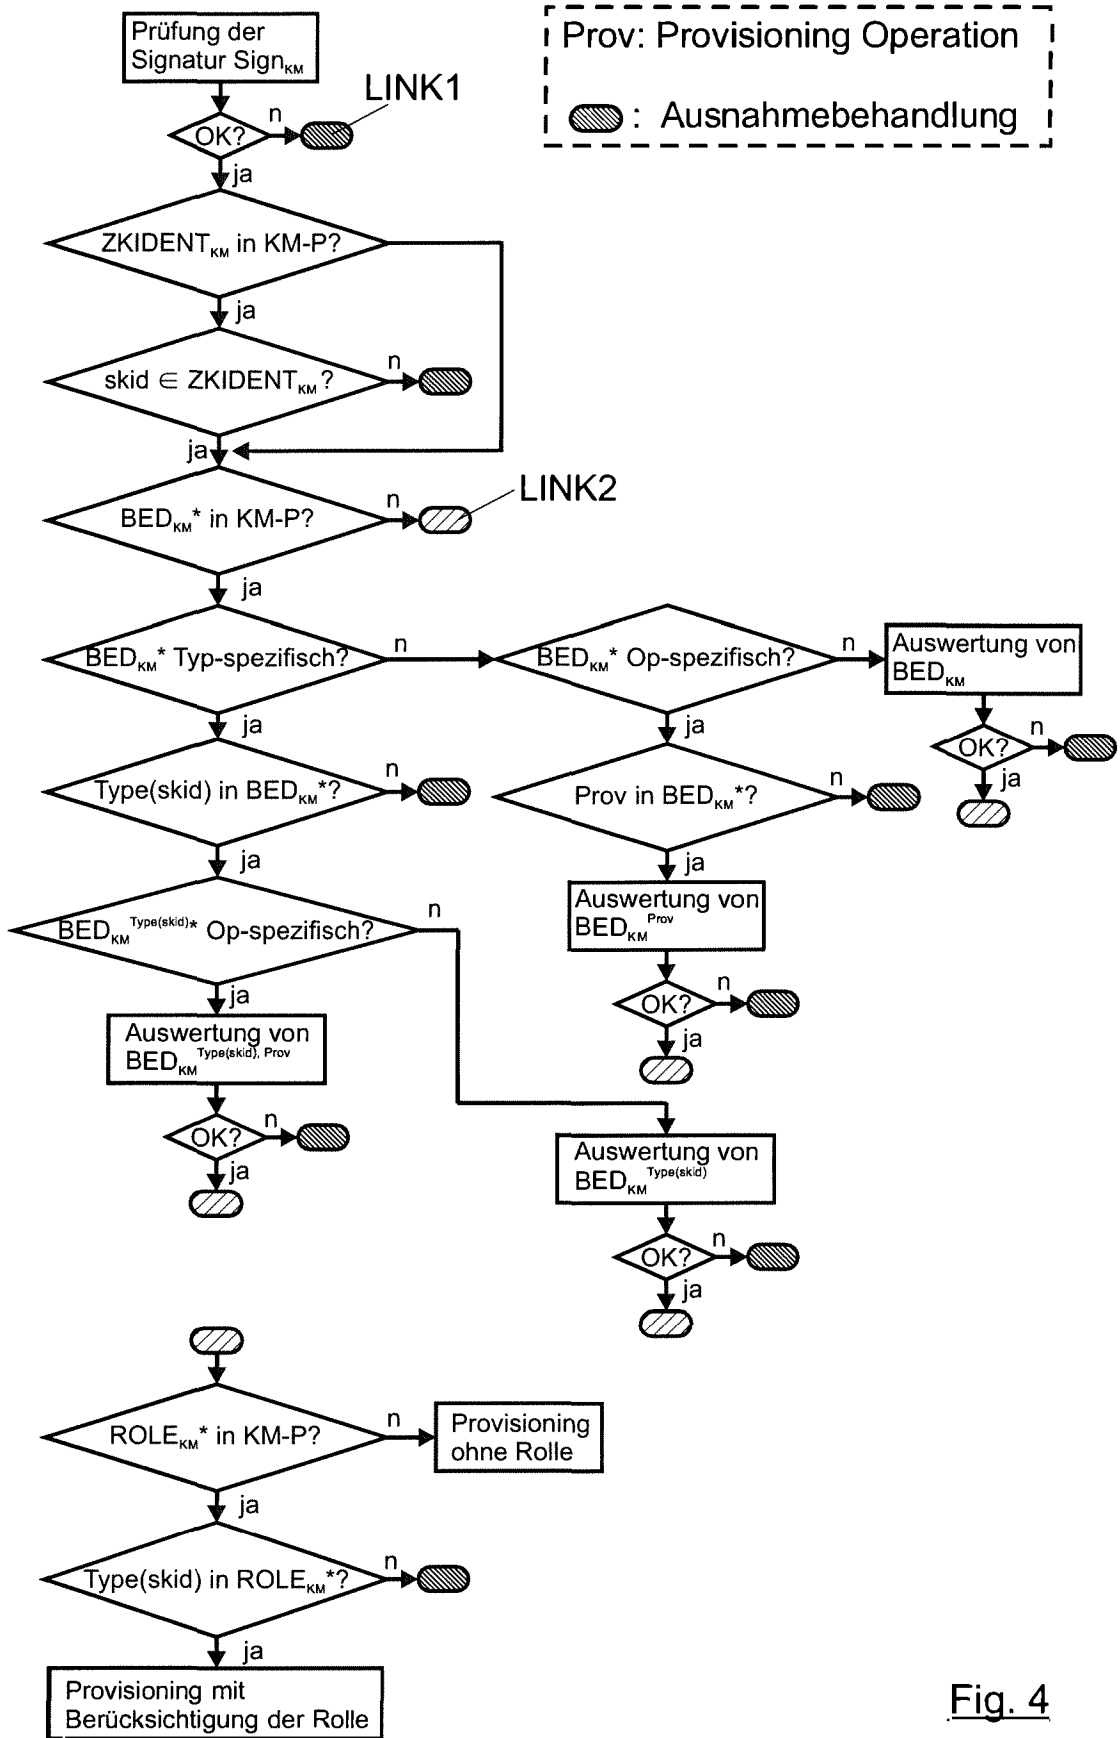 Prüfung der
Signatur Sign_KM
Prov: Provisioning Operation
: Ausnahmebehandlung
LINK1
OK?
n
ja
ZKIDENT_KM in KM-P?
ja
skid ∈ ZKIDENT_KM ?
n
ja
BED_KM* in KM-P?
n
LINK2
ja
BED_KM* Typ-spezifisch?
n
BED_KM* Op-spezifisch?
n
Auswertung von
BED_KM
ja
ja
OK?
n
ja
Type(skid) in BED_KM*?
n
Prov in BED_KM*?
n
ja
ja
BED_KM^Type(skid)* Op-spezifisch?
n
Auswertung von
BED_KM^Prov
ja
OK?
n
ja
Auswertung von
BED_KM^Type(skid), Prov
OK?
n
ja
Auswertung von
BED_KM^Type(skid)
OK?
n
ja
ROLE_KM* in KM-P?
n
Provisioning
ohne Rolle
ja
Type(skid) in ROLE_KM*?
n
ja
Provisioning mit
Berücksichtigung der Rolle
Fig. 4